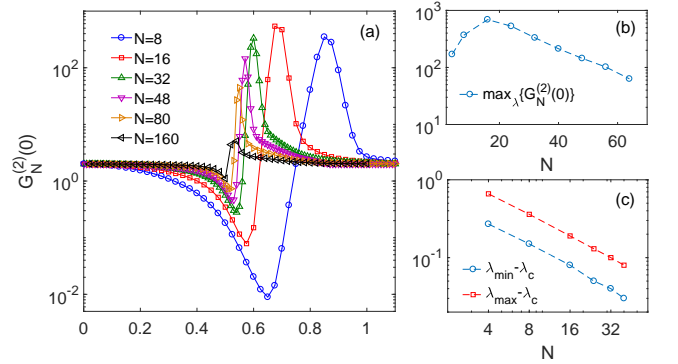 (a)
N=8
N=16
N=32
N=48
N=80
N=160
G_N^(2)(0)
10^2
10^0
10^-2
0 0.2 0.4 0.6 0.8 1
(b)
10^3
10^2
10^1
max_λ{G_N^(2)(0)}
0 20 40 60
N
(c)
10^0
10^-1
λ_min-λ_c
λ_max-λ_c
4 8 16 32
N